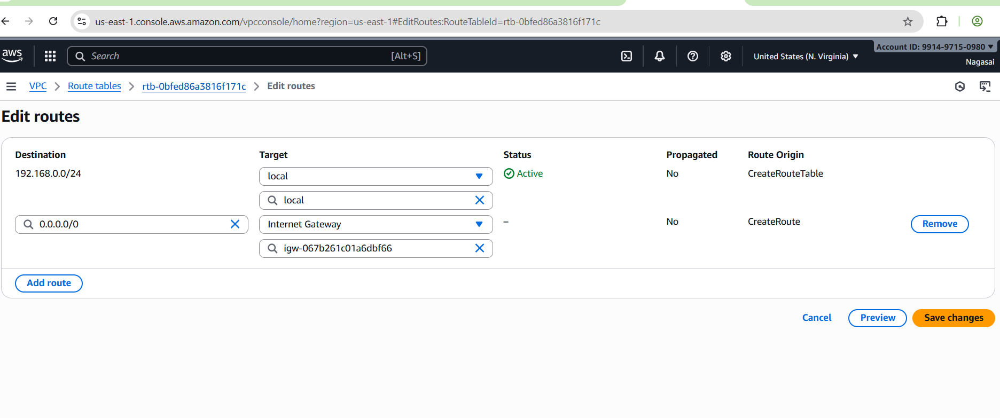 us-east-1.console.aws.amazon.com/vpcconsole/home?region=us-east-1#EditRoutes:RouteTableId=rtb-0bfed86a3816f171c
aws
Search [Alt+S]
United States (N. Virginia)
Account ID: 9914-9715-0980
Nagasai
VPC > Route tables > rtb-0bfed86a3816f171c > Edit routes
Edit routes
Destination Target Status Propagated Route Origin
192.168.0.0/24 local Active No CreateRouteTable
local
0.0.0.0/0 Internet Gateway – No CreateRoute Remove
igw-067b261c01a6dbf66
Add route
Cancel Preview Save changes